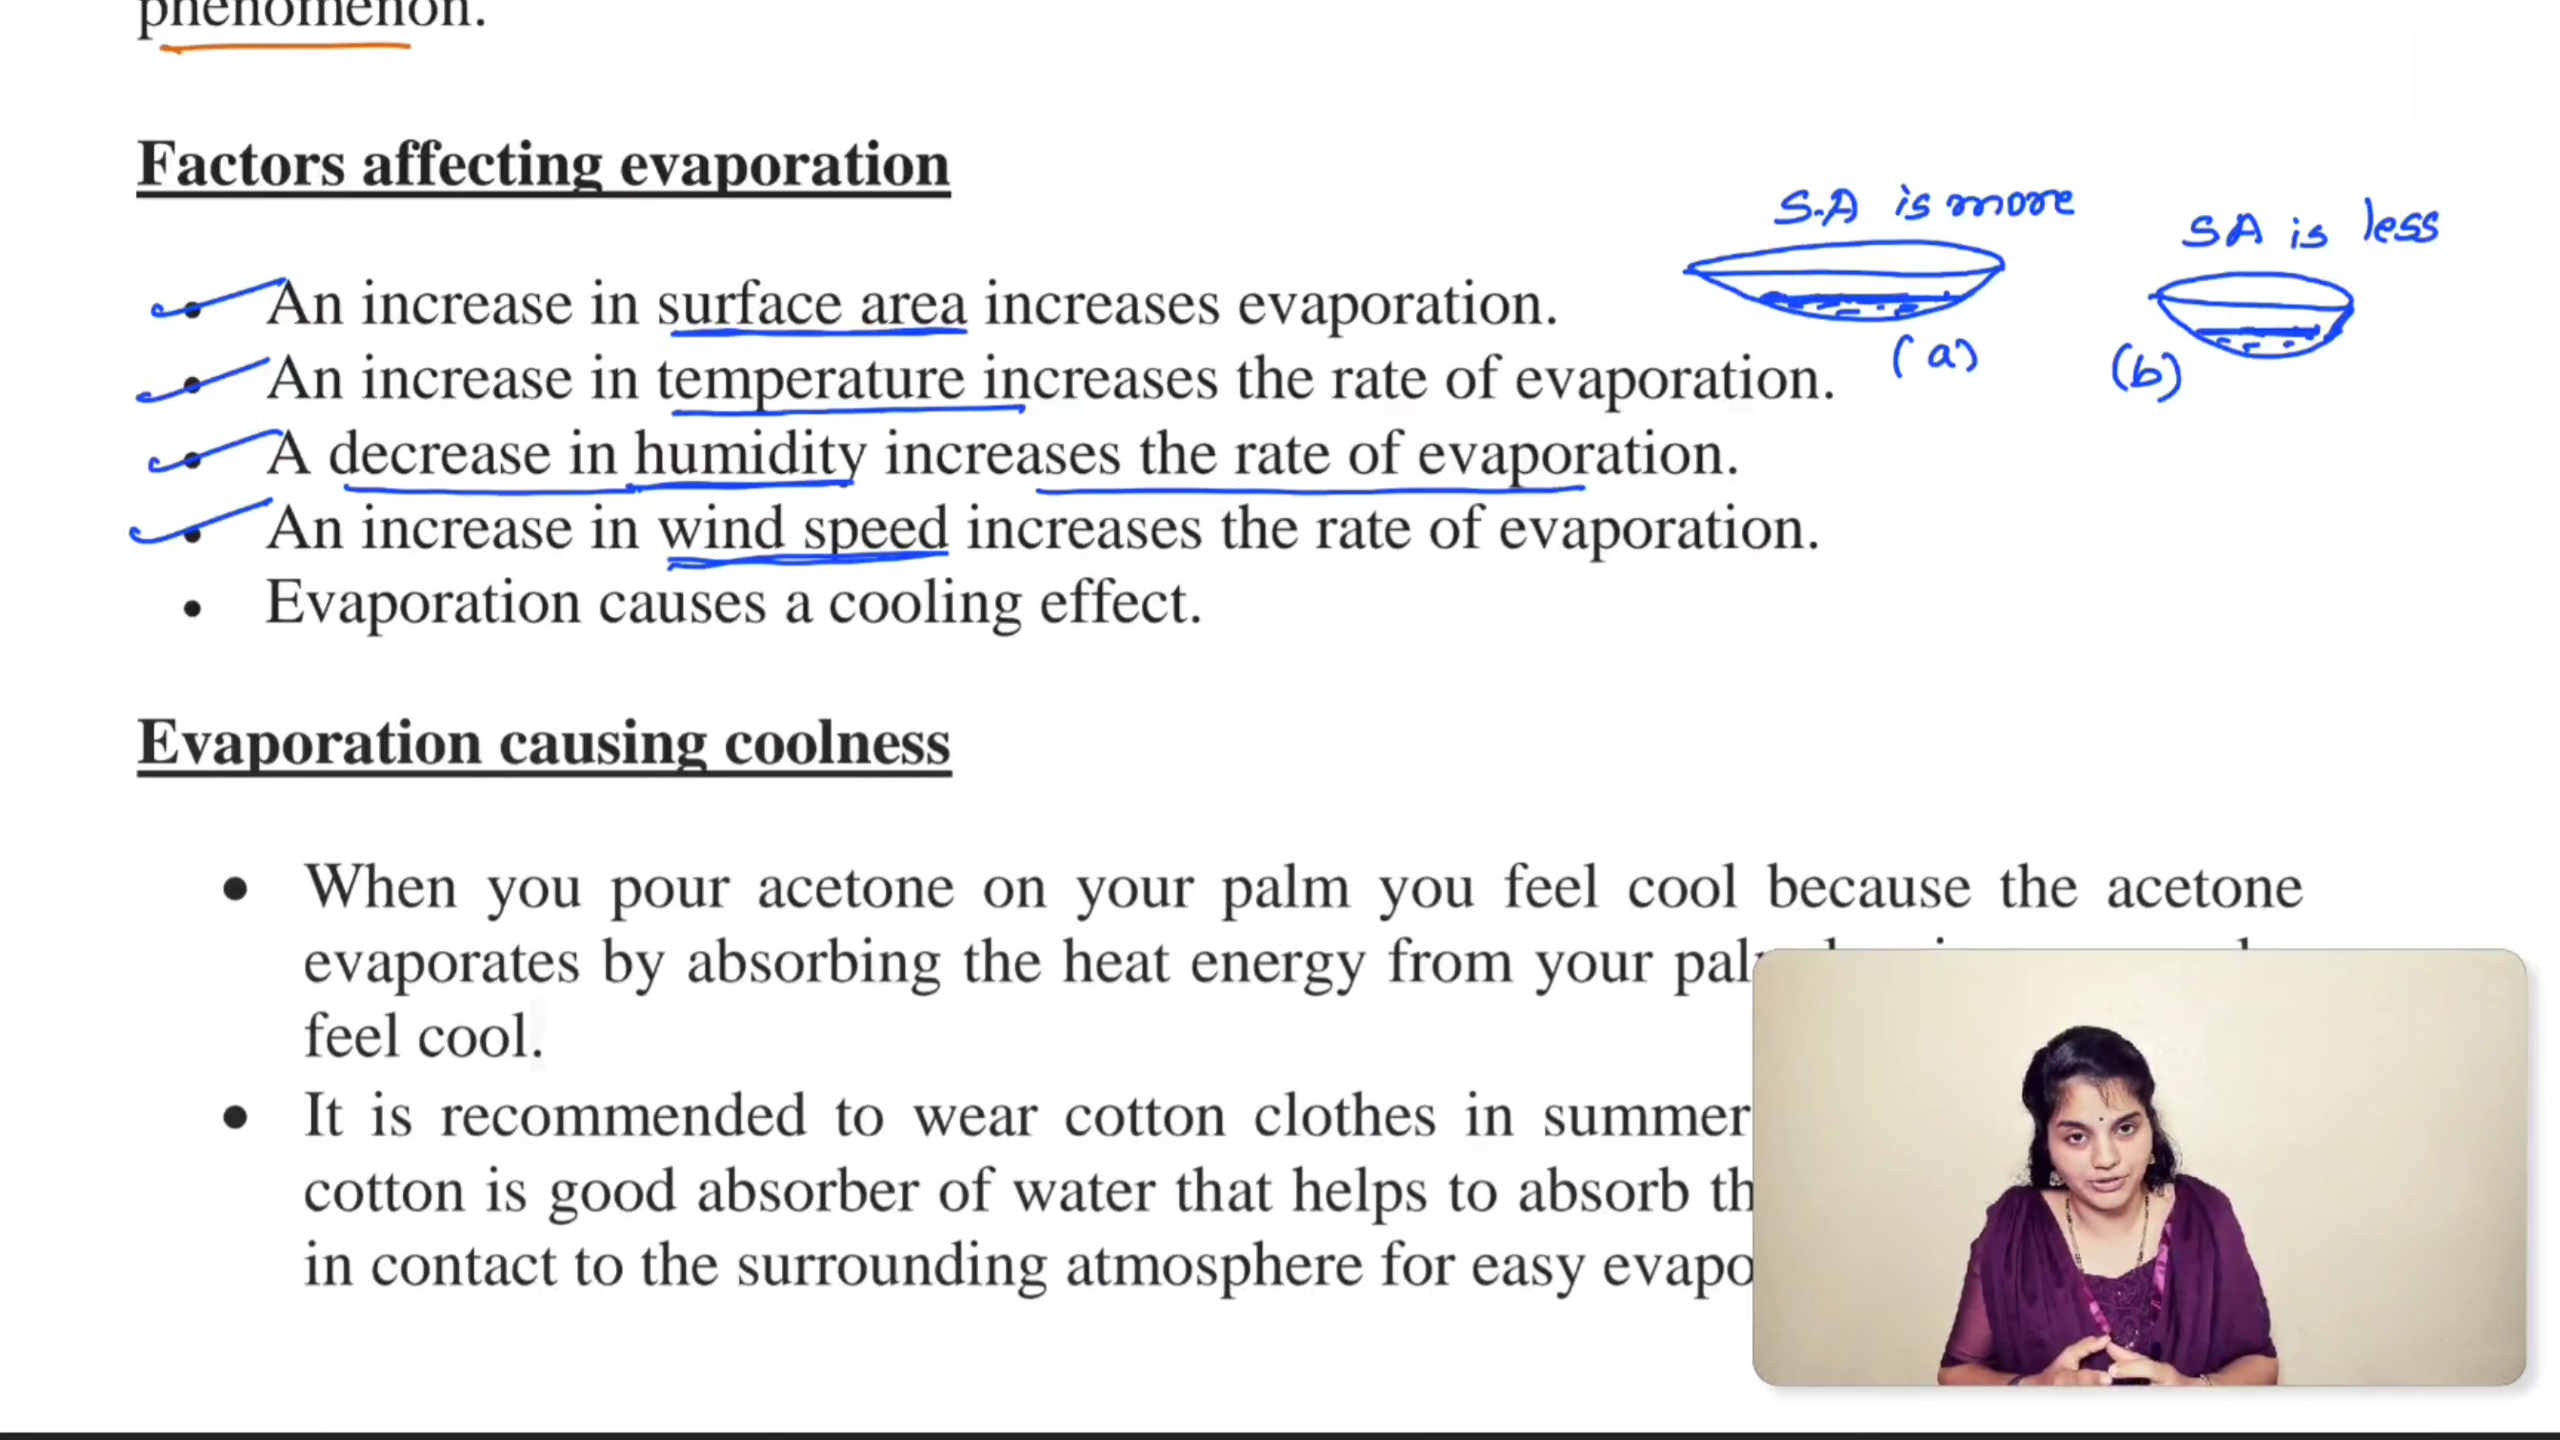 phenomenon.
Factors affecting evaporation
S.A is more
SA is less
An increase in surface area increases evaporation.
(a)
(b)
An increase in temperature increases the rate of evaporation.
A decrease in humidity increases the rate of evaporation.
An increase in wind speed increases the rate of evaporation.
Evaporation causes a cooling effect.
Evaporation causing coolness
When you pour acetone on your palm you feel cool because the acetone
evaporates by absorbing the heat energy from your
feel cool.
It is recommended to wear cotton clothes in summer
cotton is good absorber of water that helps to absorb
in contact to the surrounding atmosphere for easy